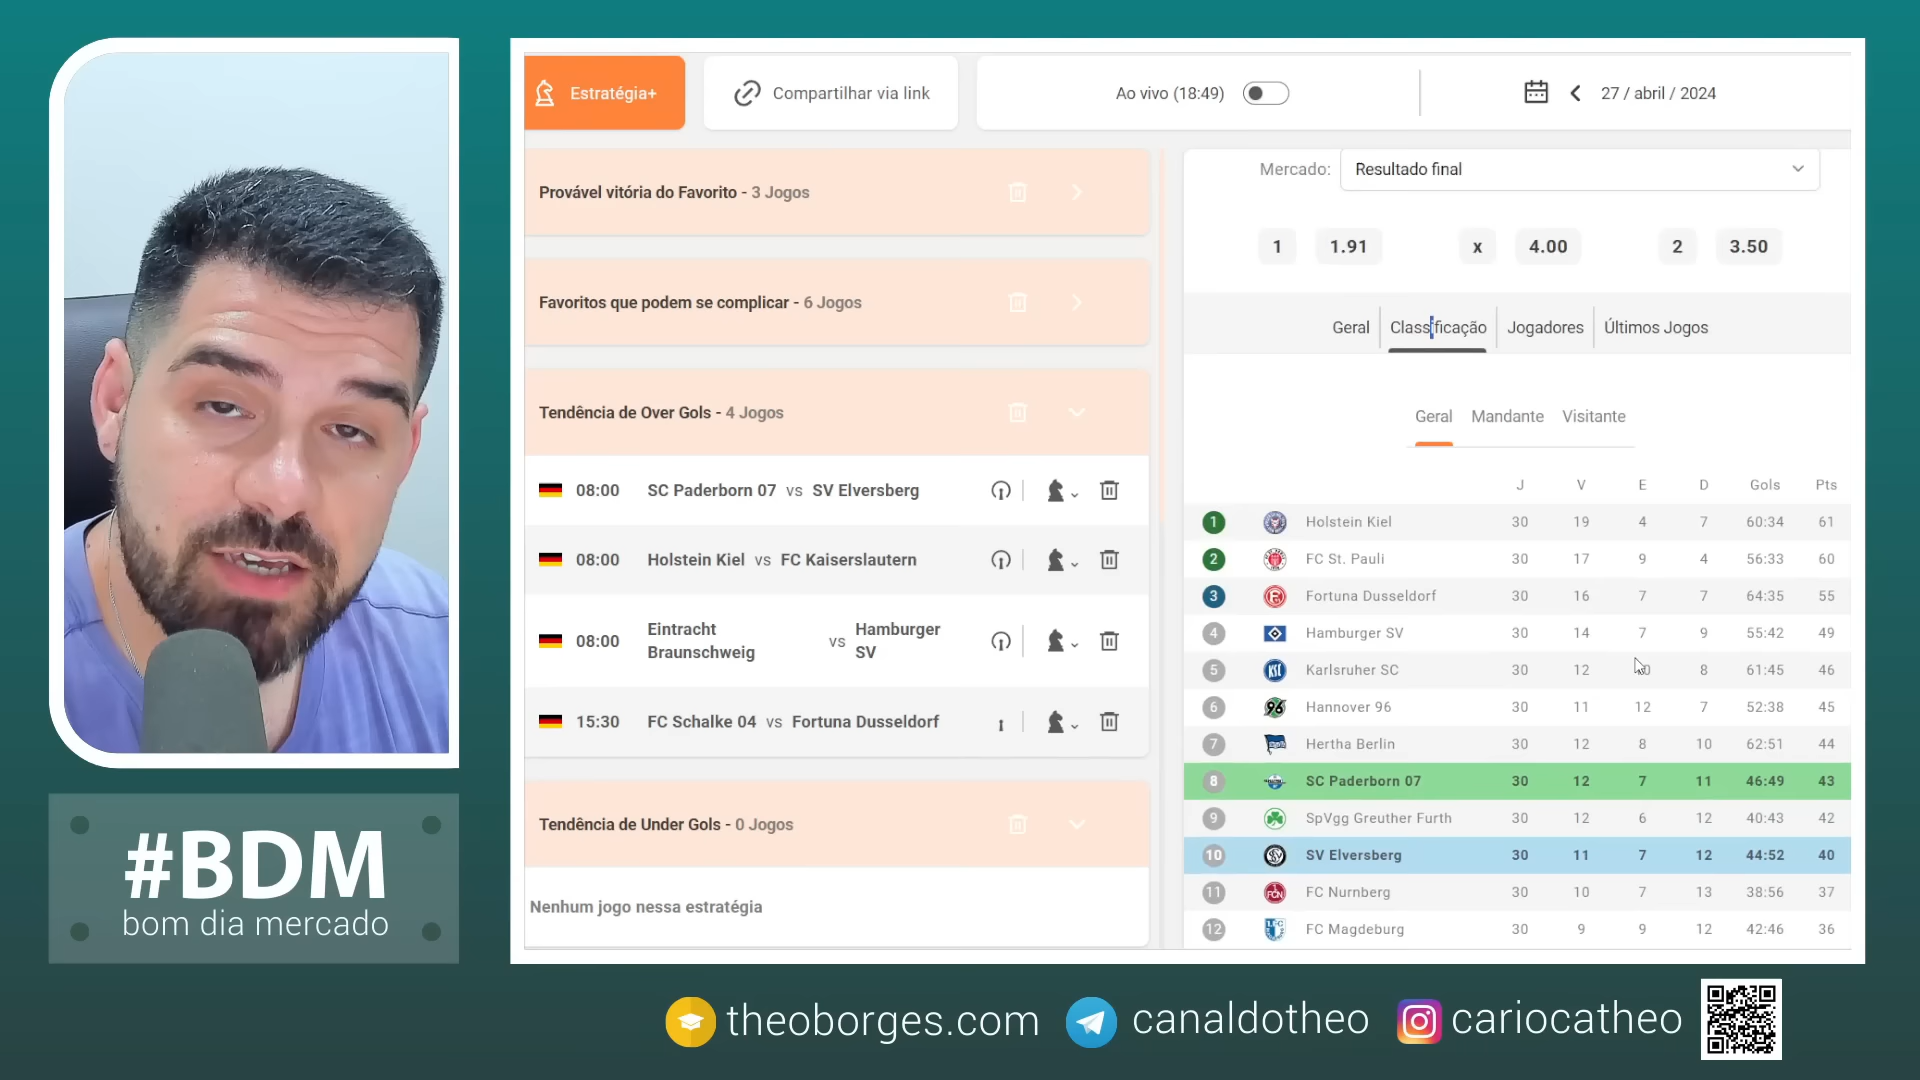 Estratégia+
Compartilhar via link
Ao vivo (18:49)
27 / abril / 2024
Provável vitória do Favorito - 3 Jogos
Favoritos que podem se complicar - 6 Jogos
Tendência de Over Gols - 4 Jogos
08:00 SC Paderborn 07 vs SV Elversberg
08:00 Holstein Kiel vs FC Kaiserslautern
08:00 Eintracht Braunschweig vs Hamburger SV
15:30 FC Schalke 04 vs Fortuna Dusseldorf
Tendência de Under Gols - 0 Jogos
Nenhum jogo nessa estratégia
Mercado: Resultado final
1 1.91 x 4.00 2 3.50
Geral Classificação Jogadores Últimos Jogos
Geral Mandante Visitante
J V E D Gols Pts
1 Holstein Kiel 30 19 4 7 60:34 61
2 FC St. Pauli 30 17 9 4 56:33 60
3 Fortuna Dusseldorf 30 16 7 7 64:35 55
4 Hamburger SV 30 14 7 9 55:42 49
5 Karlsruher SC 30 12 8 61:45 46
6 Hannover 96 30 11 12 7 52:38 45
7 Hertha Berlin 30 12 8 10 62:51 44
8 SC Paderborn 07 30 12 7 11 46:49 43
9 SpVgg Greuther Furth 30 12 6 12 40:43 42
10 SV Elversberg 30 11 7 12 44:52 40
11 FC Nurnberg 30 10 7 13 38:56 37
12 FC Magdeburg 30 9 9 12 42:46 36
#BDM
bom dia mercado
theoborges.com
canaldotheo
cariocatheo